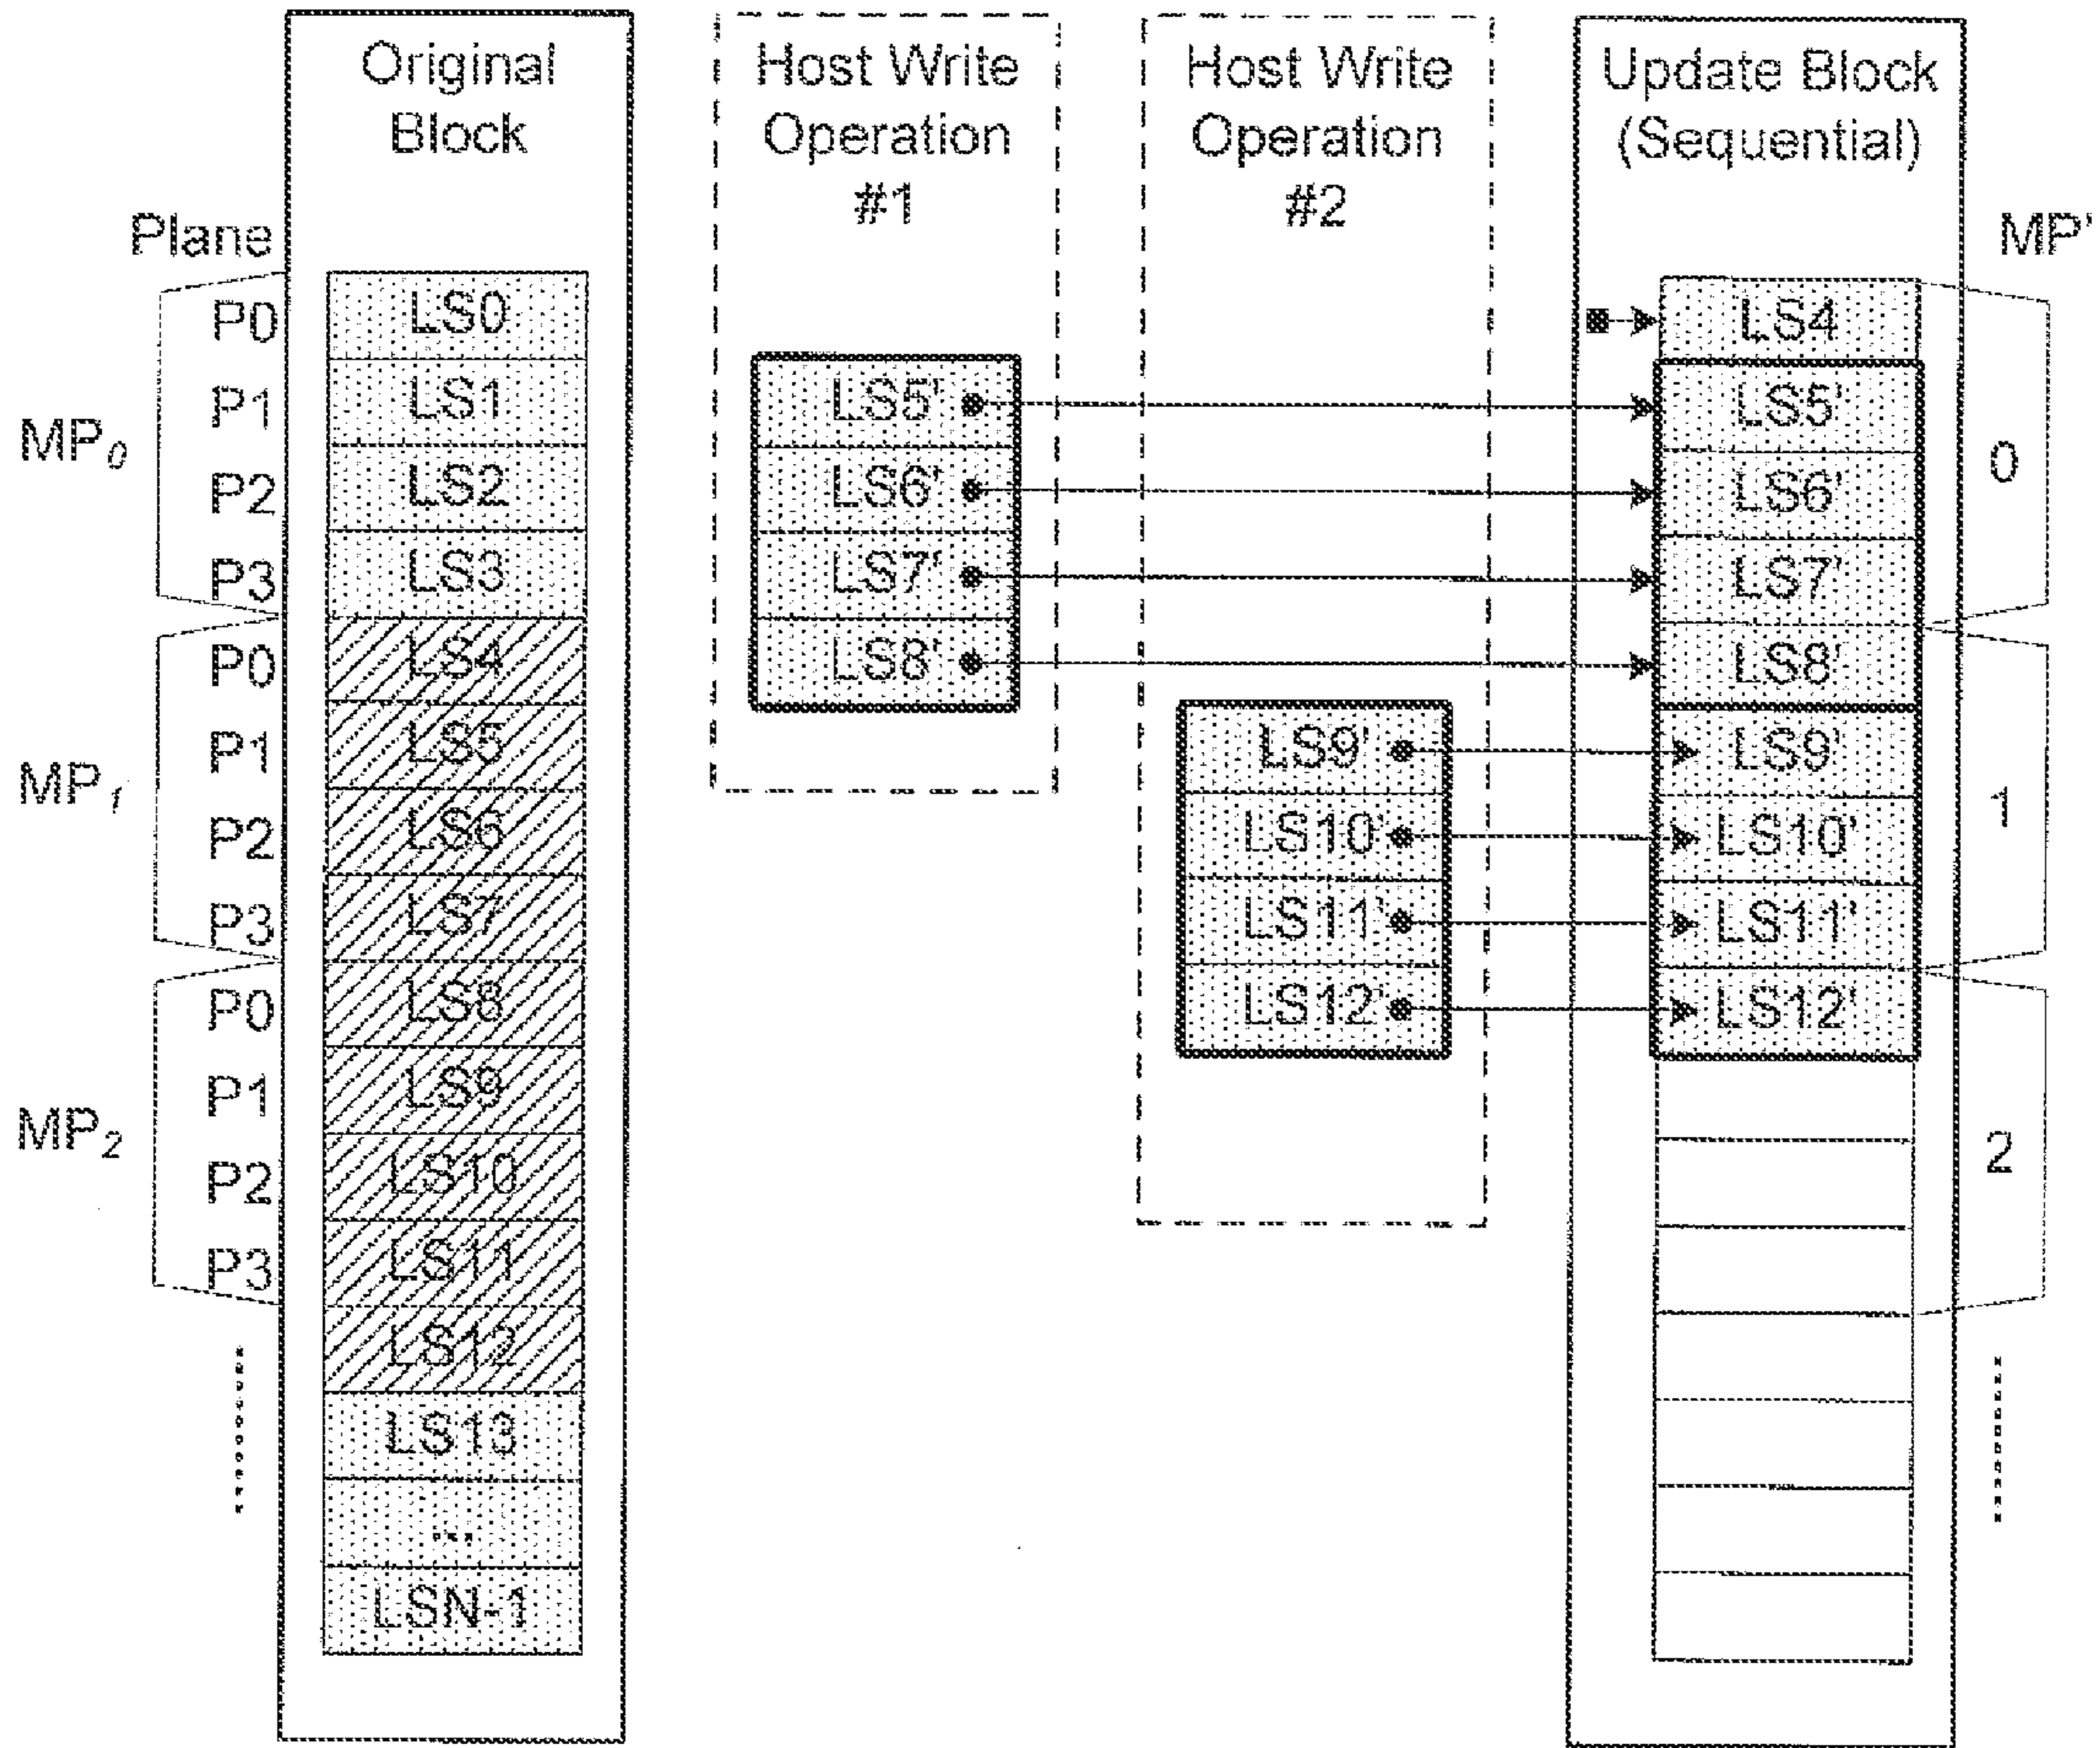 Original
Block
Host Write
Operation
#1
Host Write
Operation
#2
Update Block
(Sequential)
Plane
MP'
MP0
P0
P1
P2
P3
MP1
P0
P1
P2
P3
MP2
P0
P1
P2
P3
LS0
LS1
LS2
LS3
LS4
LS5
LS6
LS7
LS8
LS9
LS10
LS11
LS12
LS13
...
LSN-1
LS5'
LS6'
LS7'
LS8'
LS9'
LS10'
LS11'
LS12'
LS4
LS5'
LS6'
LS7'
LS8'
LS9'
LS10'
LS11'
LS12'
0
1
2